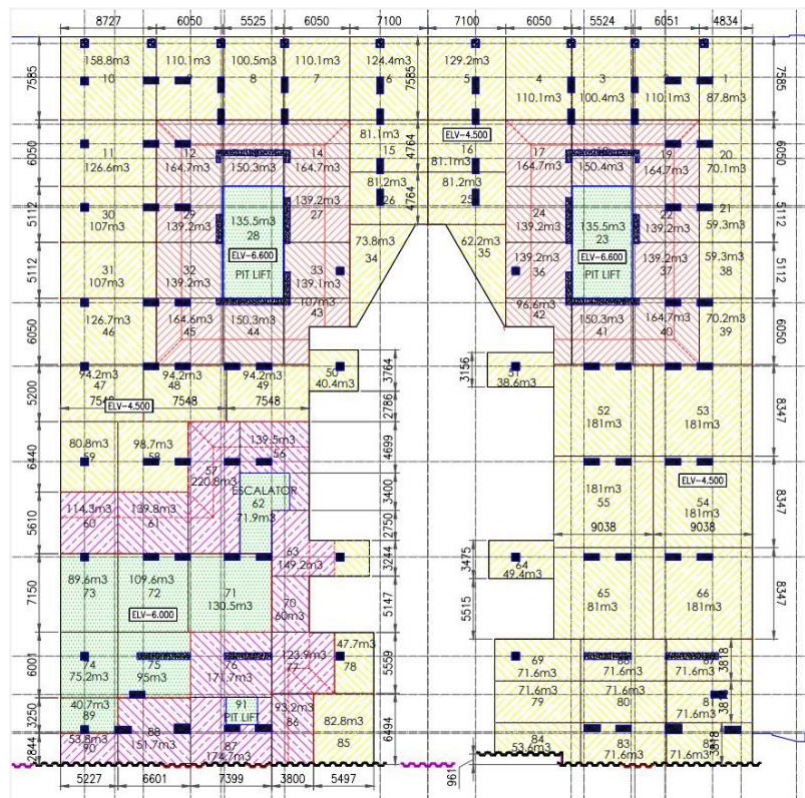 8727 6050 5525 6050 7100 7100 6050 5524 6051 4834
158.8m3 110.1m3 100.5m3 110.1m3 124.4m3 129.2m3
10 8 7 6 5 4 3 1
110.1m3 100.4m3 110.1m3 87.8m3
7585 7585 7585
81.1m3
15 16
81.1m3
ELV-4.500
4764
11 12 14 17 19 20
126.6m3 164.7m3 150.3m3 164.7m3 164.7m3 150.4m3 164.7m3 70.1m3
6050 6050
81.2m3 81.2m3
26 25
4764
139.2m3
27
30 29 24 22 21
107m3 139.2m3 139.2m3 139.2m3 59.3m3
135.5m3 135.5m3
28 23
5112 5112
ELV-6.600 ELV-6.600
PIT LIFT PIT LIFT
73.8m3 62.2m3
34 35
31 32 33 139.2m3 139.2m3 59.3m3
107m3 139.2m3 139.1m3 36 37 38
5112 5112
107m3 96.6m3
43 42
126.7m3 164.6m3 150.3m3 150.3m3 164.7m3 70.2m3
46 45 44 41 40 39
6050 6050
94.2m3 94.2m3 94.2m3 50 51
47 48 49 40.4m3 38.6m3
7548 7548 7548
ELV-4.500
5200 3764 2786 3156
52 53
181m3 181m3
8347
80.8m3 98.7m3 139.5m3
59 58 56
57
220.8m3
6440 4699
ESCALATOR
62
71.9m3
3400
181m3 ELV-4.500
55 54
181m3
9038 9038
8347
114.3m3 139.8m3
60 61
5610 2750
63
149.2m3
3244 3475
64
49.4m3
89.6m3 109.6m3 71
73 72 130.5m3
ELV-6.000
70
60m3
7150 5147 5515
65 66
81m3 181m3
8347
74 75 76 123.9m3 47.7m3
75.2m3 95m3 171.7m3 77 78
6001 5559
69
71.6m3 71.6m3 71.6m3
3818
71.6m3 71.6m3 81
79 80 71.6m3
40.7m3 91 93.2m3
89 PIT LIFT 86 82.8m3
85
3250 6494
53.8m3 88
90 151.7m3 87
174.7m3
84 83
53.6m3 71.6m3 71.6m3
3818
2844 961
5227 6601 7399 3800 5497